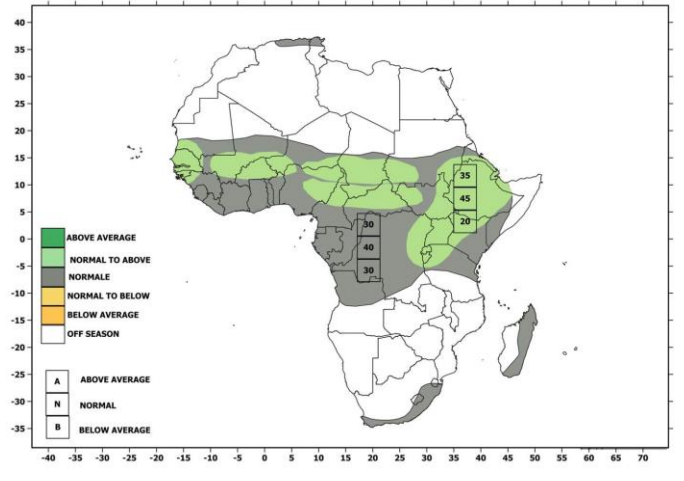 40
35
30
25
20
15
10
5
0
-5
-10
-15
-20
-25
-30
-35
35
45
20
30
40
30
ABOVE AVERAGE
NORMAL TO ABOVE
NORMALE
NORMAL TO BELOW
BELOW AVERAGE
OFF SEASON
A ABOVE AVERAGE
N NORMAL
B BELOW AVERAGE
-40 -35 -30 -25 -20 -15 -10 -5 0 5 10 15 20 25 30 35 40 45 50 55 60 65 70